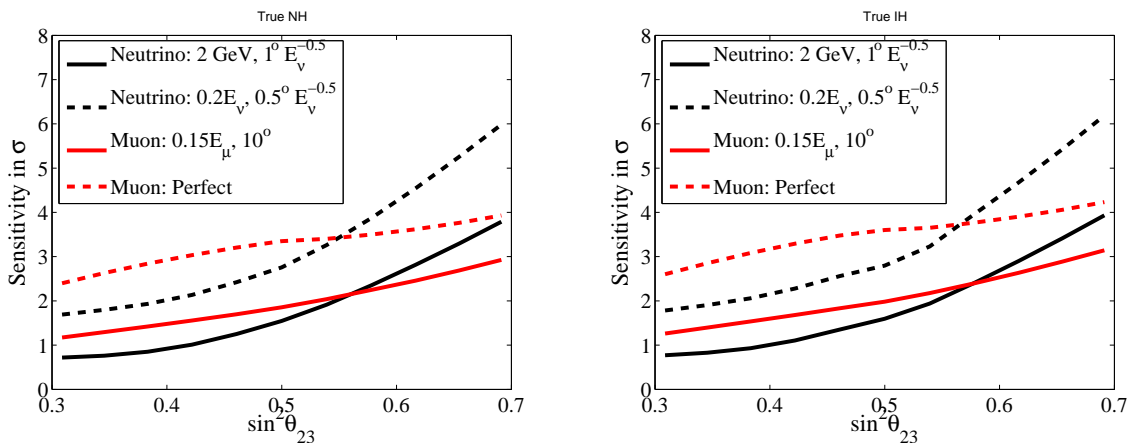 True NH
8
7
6
5
4
3
2
1
0
Sensitivity in σ
Neutrino: 2 GeV, 1° E_ν^−0.5
Neutrino: 0.2E_ν, 0.5° E_ν^−0.5
Muon: 0.15E_μ, 10°
Muon: Perfect
0.3 0.4 0.5 0.6 0.7
sin²θ₂₃
True IH
8
7
6
5
4
3
2
1
0
Sensitivity in σ
Neutrino: 2 GeV, 1° E_ν^−0.5
Neutrino: 0.2E_ν, 0.5° E_ν^−0.5
Muon: 0.15E_μ, 10°
Muon: Perfect
0.3 0.4 0.5 0.6 0.7
sin²θ₂₃